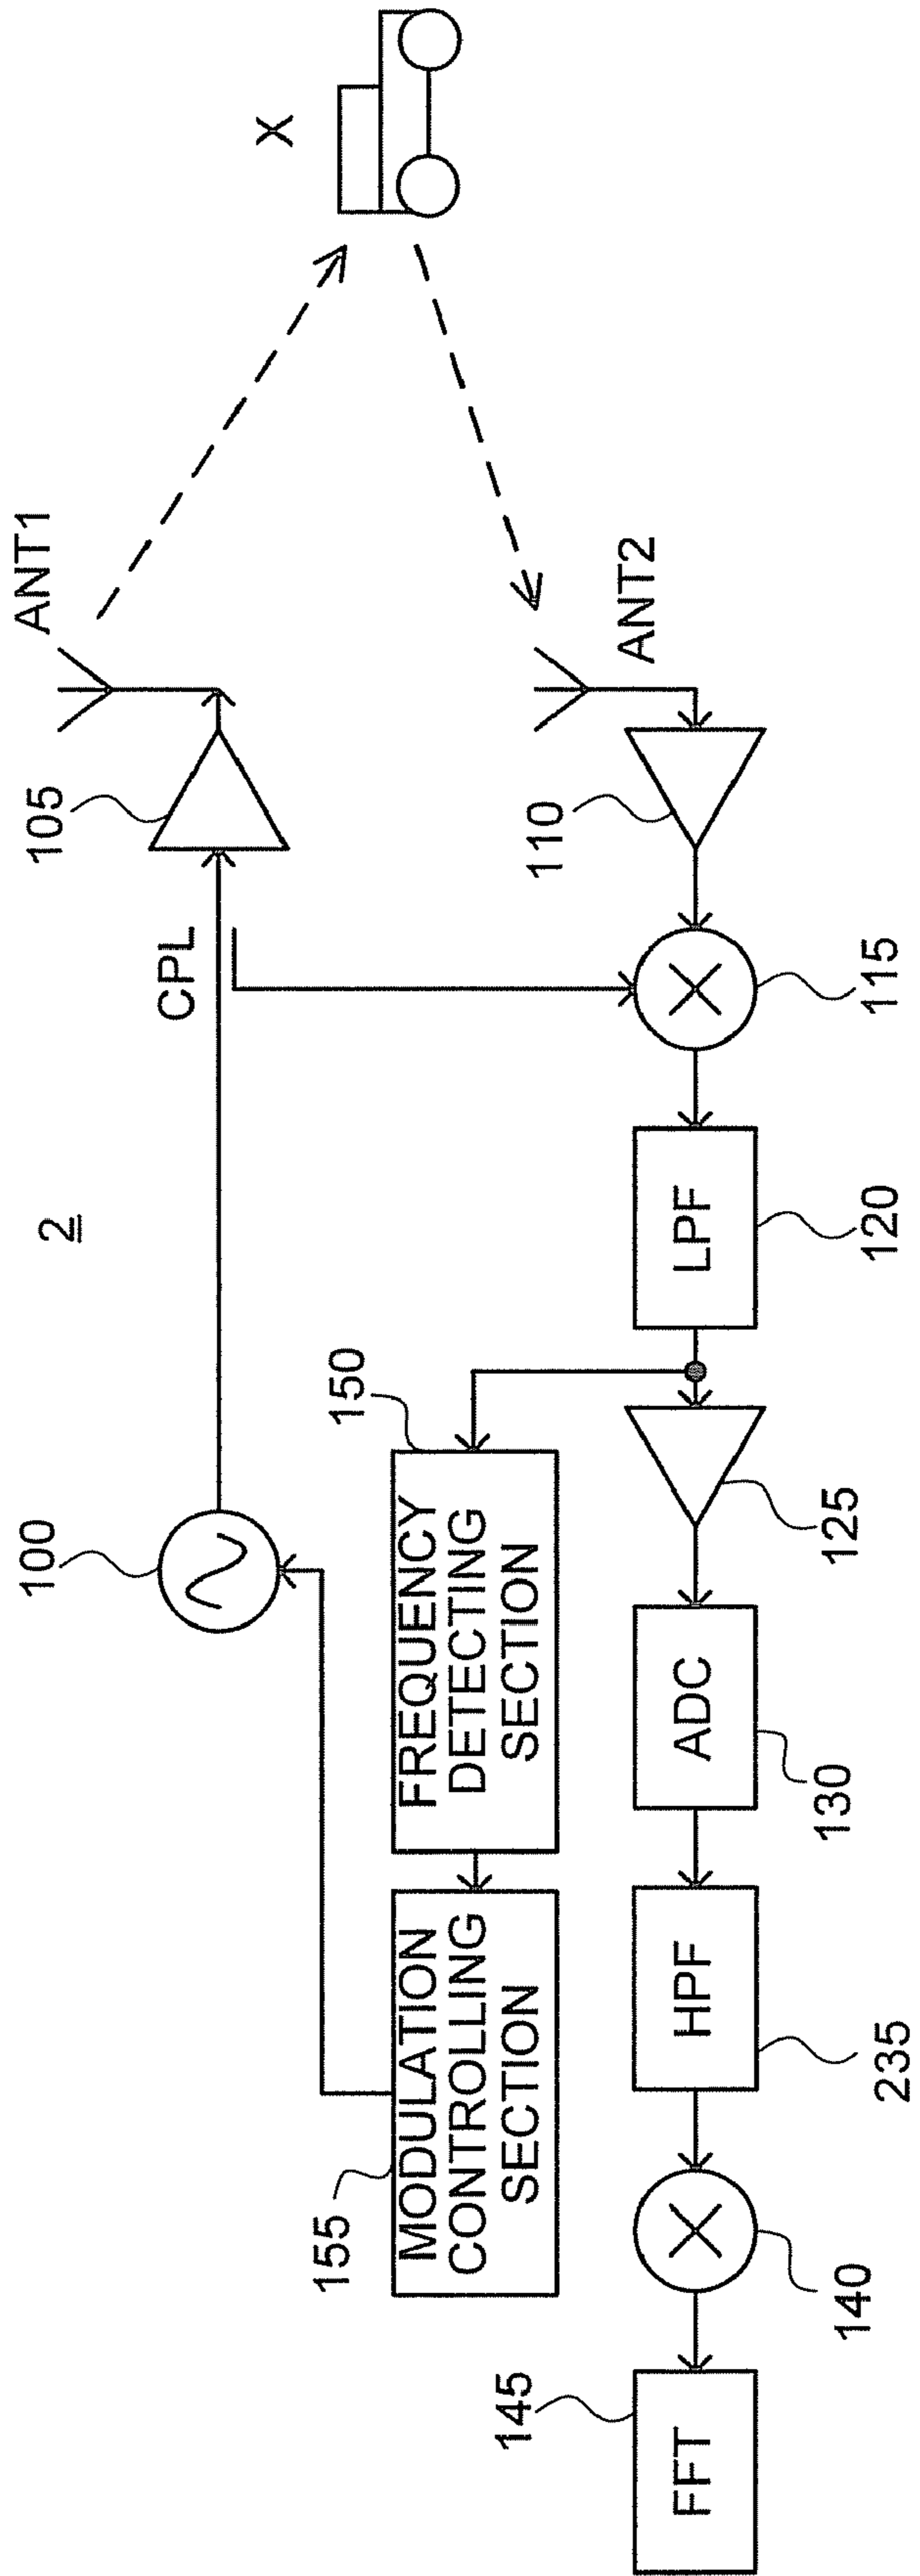 2
ANT1
105
CPL
100
X
ANT2
110
115
LPF
120
150
FREQUENCY
DETECTING
SECTION
155
MODULATION
CONTROLLING
SECTION
125
ADC
130
HPF
235
140
145
FFT